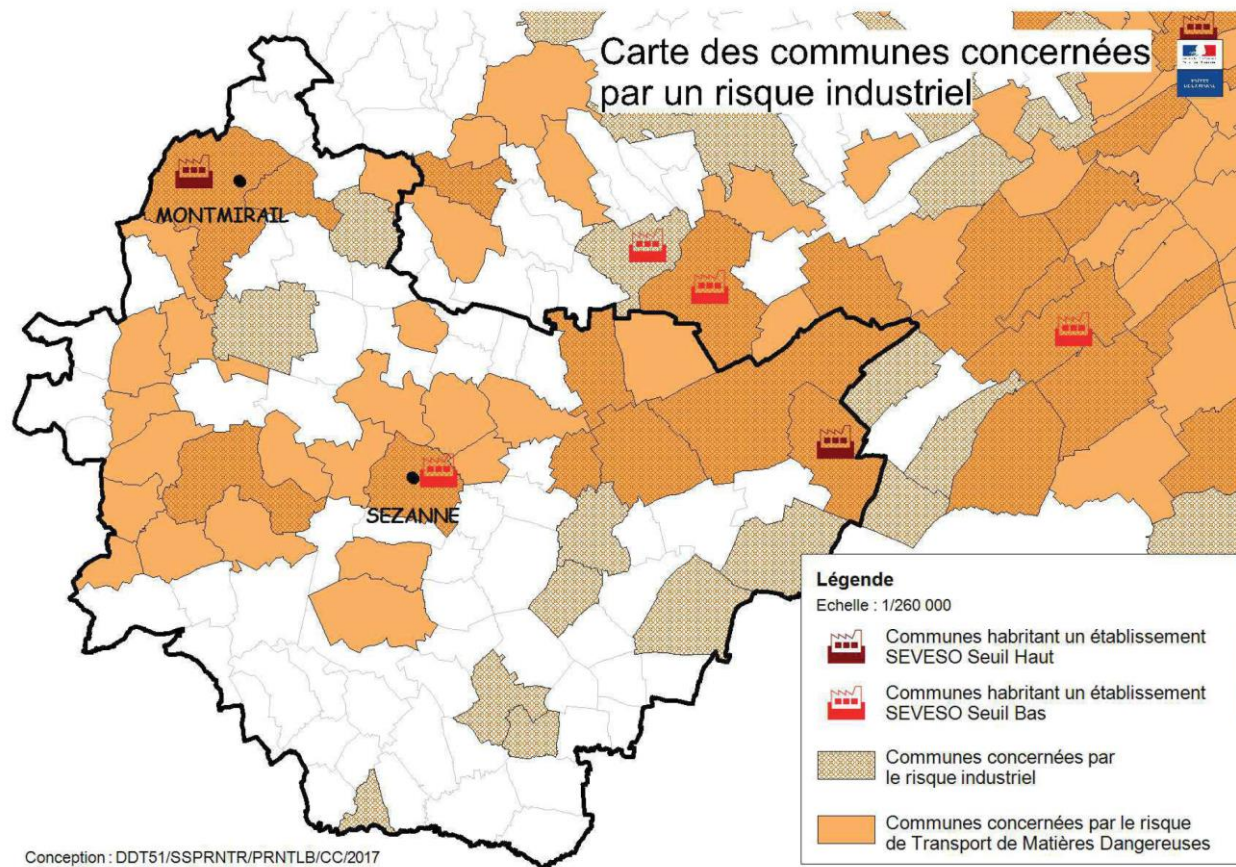 Carte des communes concernées
par un risque industriel
MONTMIRAIL
SEZANNE
Légende
Echelle : 1/260 000
Communes habritant un établissement
SEVESO Seuil Haut
Communes habritant un établissement
SEVESO Seuil Bas
Communes concernées par
le risque industriel
Communes concernées par le risque
de Transport de Matières Dangereuses
Conception : DDT51/SSPRNTR/PRNTLB/CC/2017